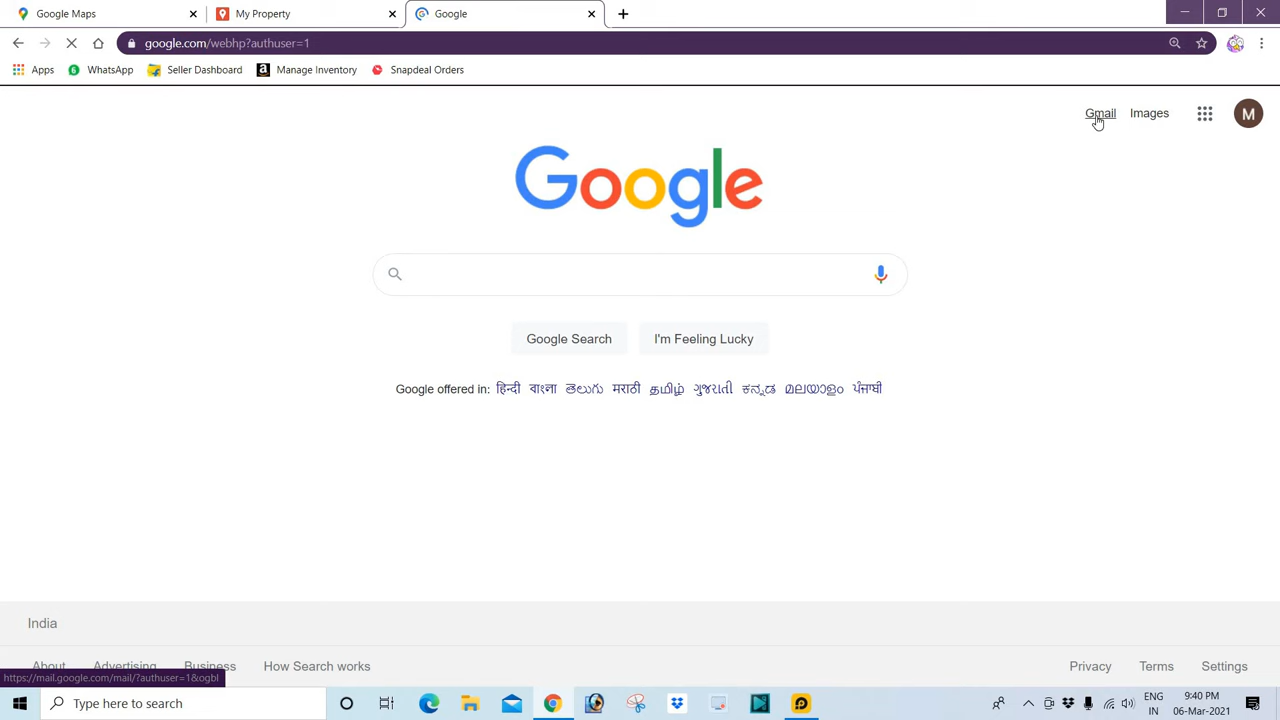 Google Maps
My Property
Google
google.com/webhp?authuser=1
Apps WhatsApp Seller Dashboard Manage Inventory Snapdeal Orders
Gmail Images M
Google
Google Search I'm Feeling Lucky
Google offered in: हिन्दी বাংলা తెలుగు मराठी தமிழ் ગુજરાતી ಕನ್ನಡ മലയാളം ਪੰਜਾਬੀ
India
About Advertising Business How Search works Privacy Terms Settings
https://mail.google.com/mail/?authuser=1&ogbl
Type here to search
ENG
IN
9:40 PM
06-Mar-2021